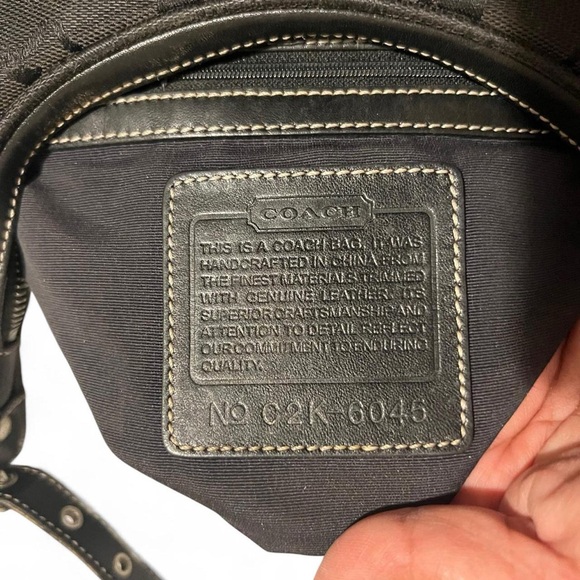 COACH
THIS IS A COACH BAG. IT WAS
HANDCRAFTED IN CHINA FROM
THE FINEST MATERIALS TRIMMED
WITH GENUINE LEATHER. ITS
SUPERIOR CRAFTSMANSHIP AND
ATTENTION TO DETAIL REFLECT
OUR COMMITMENT TO ENDURING
QUALITY.
No C2K-6045